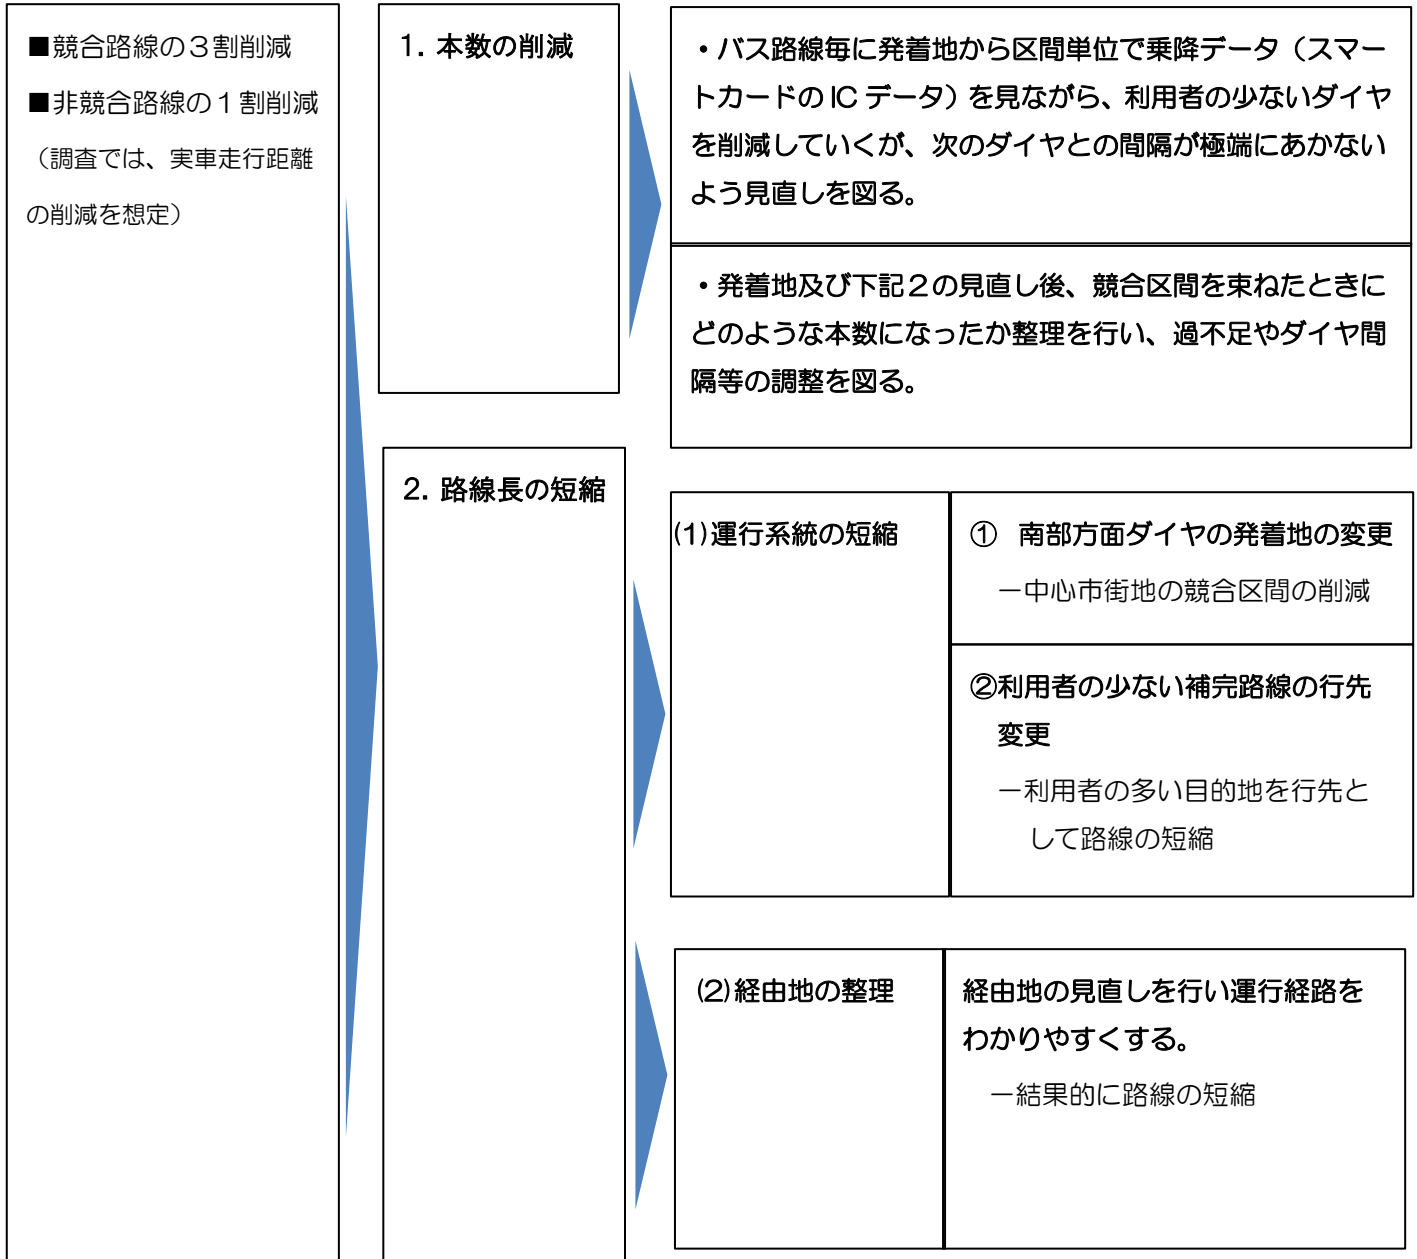 ■競合路線の３割削減
■非競合路線の１割削減
（調査では、実車走行距離
の削減を想定）
1. 本数の削減
・バス路線毎に発着地から区間単位で乗降データ（スマー
トカードの IC データ）を見ながら、利用者の少ないダイヤ
を削減していくが、次のダイヤとの間隔が極端にあかない
よう見直しを図る。
・発着地及び下記２の見直し後、競合区間を束ねたときに
どのような本数になったか整理を行い、過不足やダイヤ間
隔等の調整を図る。
2. 路線長の短縮
(1)運行系統の短縮
①　南部方面ダイヤの発着地の変更
－中心市街地の競合区間の削減
②利用者の少ない補完路線の行先
変更
－利用者の多い目的地を行先と
して路線の短縮
(2)経由地の整理
経由地の見直しを行い運行経路を
わかりやすくする。
－結果的に路線の短縮